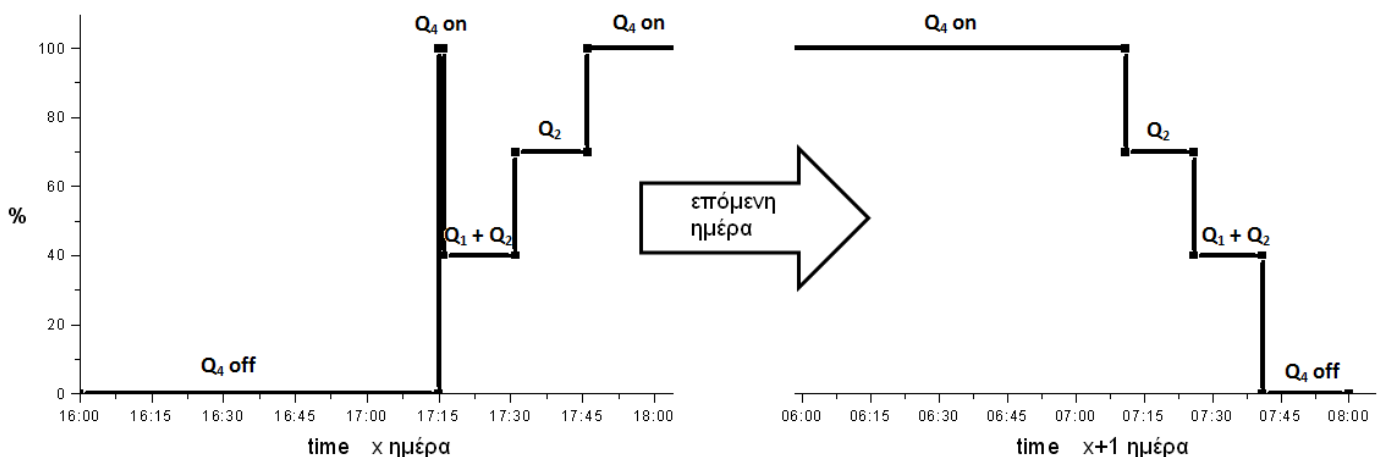 Q₄ on
Q₄ on
Q₄ on
100
Q₂
Q₂
80
60
%
επόμενη
ημέρα
Q₁ + Q₂
Q₁ + Q₂
40
20
Q₄ off
Q₄ off
0
16:00 16:15 16:30 16:45 17:00 17:15 17:30 17:45 18:00
06:00 06:15 06:30 06:45 07:00 07:15 07:30 07:45 08:00
time x ημέρα
time x+1 ημέρα